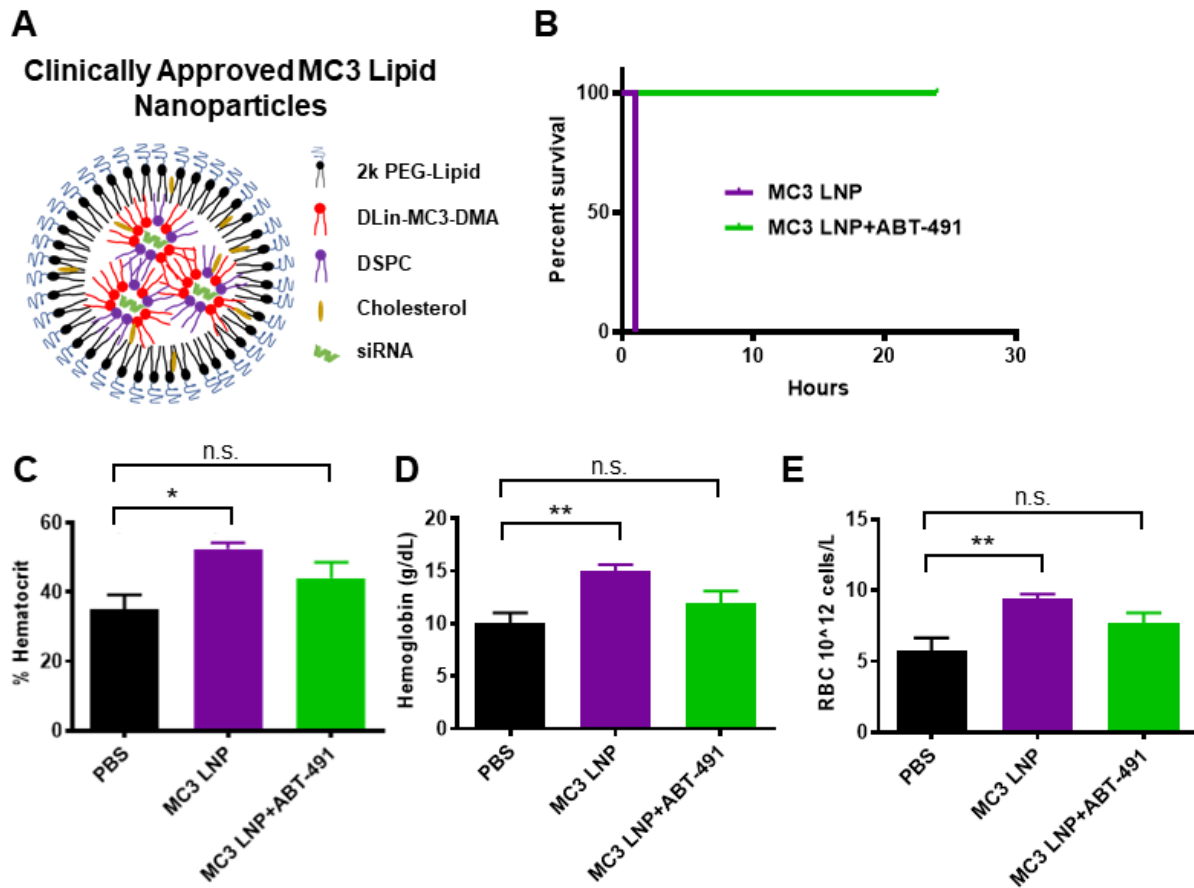 A
Clinically Approved MC3 Lipid
Nanoparticles
2k PEG-Lipid
DLin-MC3-DMA
DSPC
Cholesterol
siRNA
B
Percent survival
100
50
0
0
10
20
30
Hours
MC3 LNP
MC3 LNP+ABT-491
C
n.s.
*
% Hematocrit
60
40
20
0
PBS
MC3 LNP
MC3 LNP+ABT-491
D
n.s.
**
Hemoglobin (g/dL)
20
15
10
5
0
PBS
MC3 LNP
MC3 LNP+ABT-491
E
n.s.
**
RBC 10^12 cells/L
15
10
5
0
PBS
MC3 LNP
MC3 LNP+ABT-491